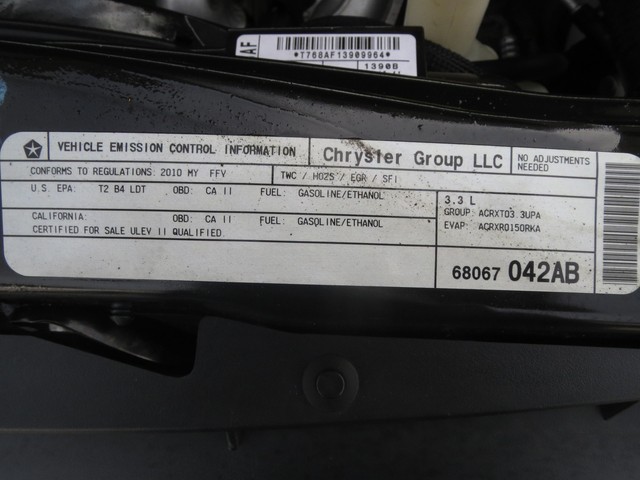 AF
*T768AF13909964*
1390B
VEHICLE EMISSION CONTROL INFORMATION
Chrysler Group LLC
NO ADJUSTMENTS
NEEDED
CONFORMS TO REGULATIONS: 2010 MY FFV
TWC / HO2S / EGR / SFI
U.S. EPA: T2 B4 LDT OBD: CA II FUEL: GASOLINE/ETHANOL
CALIFORNIA: OBD: CA II FUEL: GASOLINE/ETHANOL
CERTIFIED FOR SALE ULEV II QUALIFIED.
3.3 L
GROUP: ACRXT03.3UPA
EVAP: ACRXR0150RKA
68067 042AB